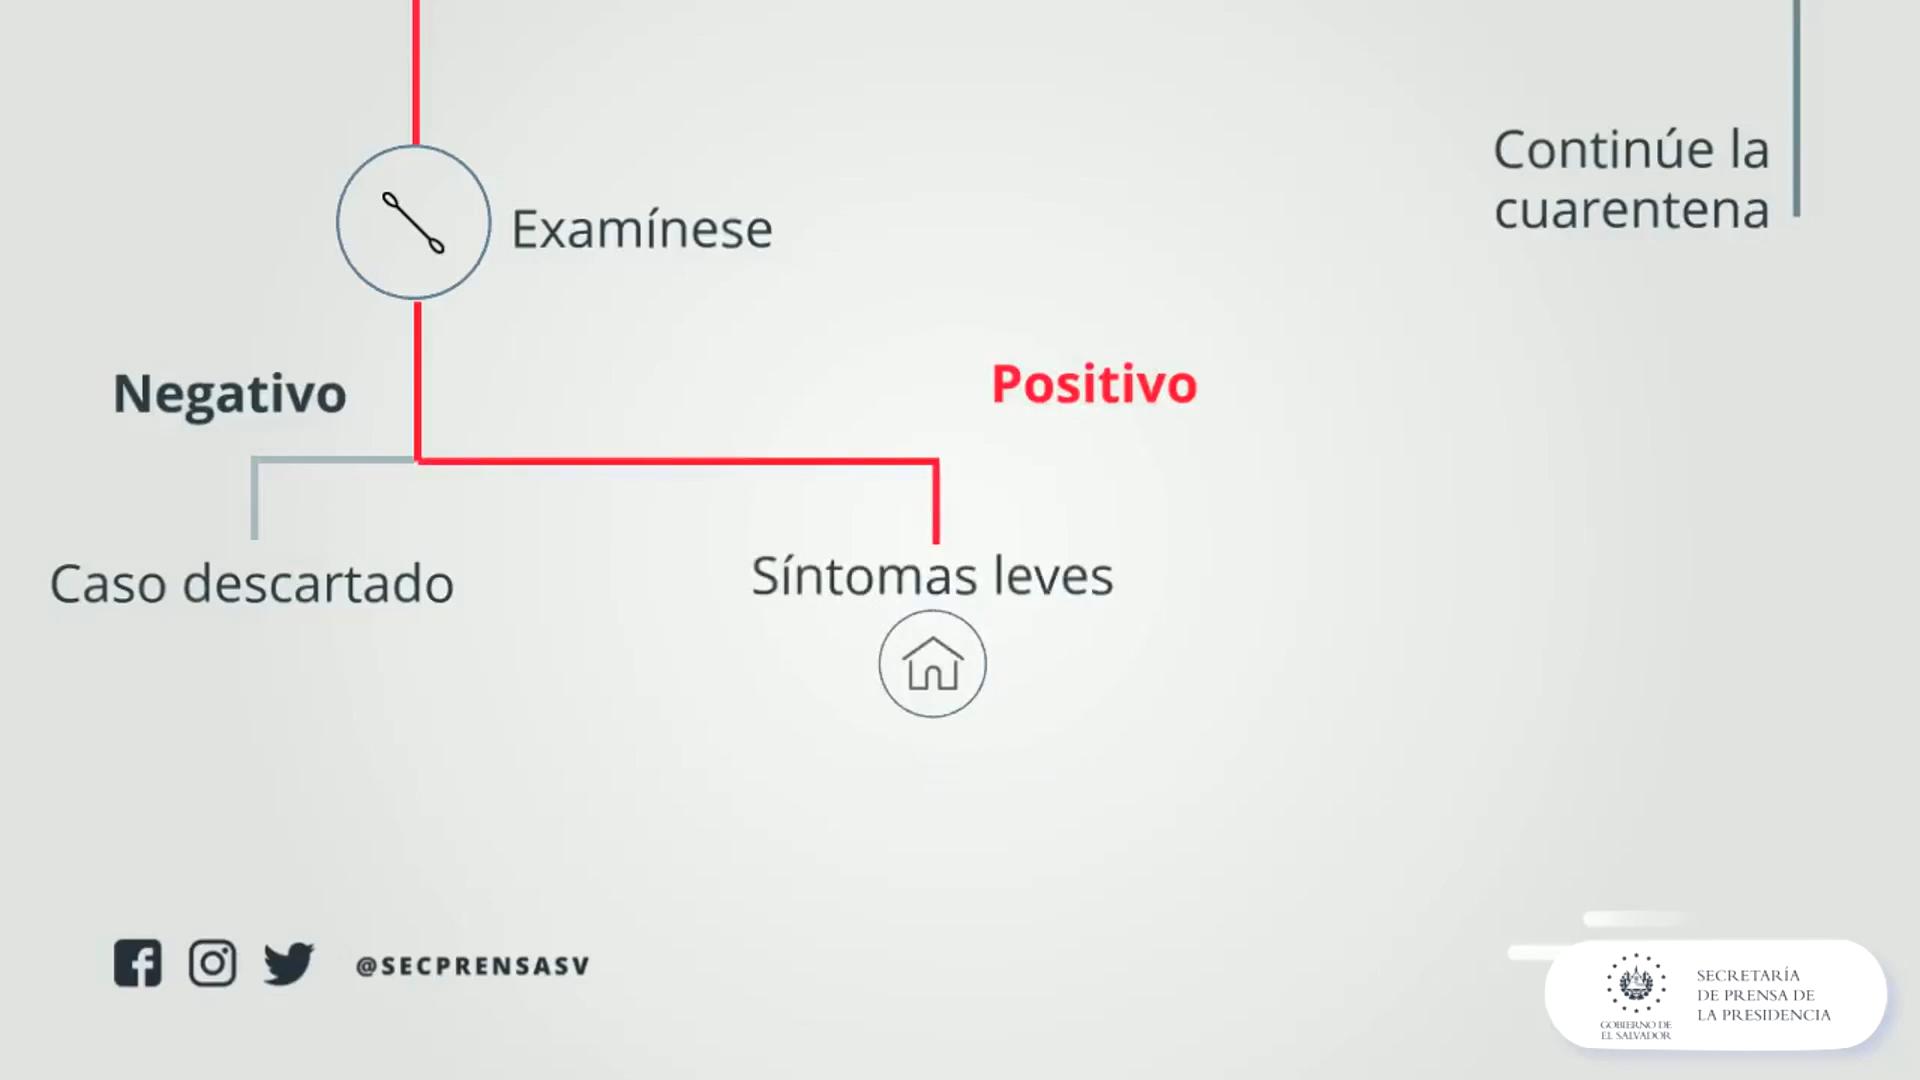 Continúe la
cuarentena
Examínese
Negativo
Positivo
Caso descartado
Síntomas leves
@SECPRENSASV
GOBIERNO DE
EL SALVADOR
SECRETARÍA
DE PRENSA DE
LA PRESIDENCIA